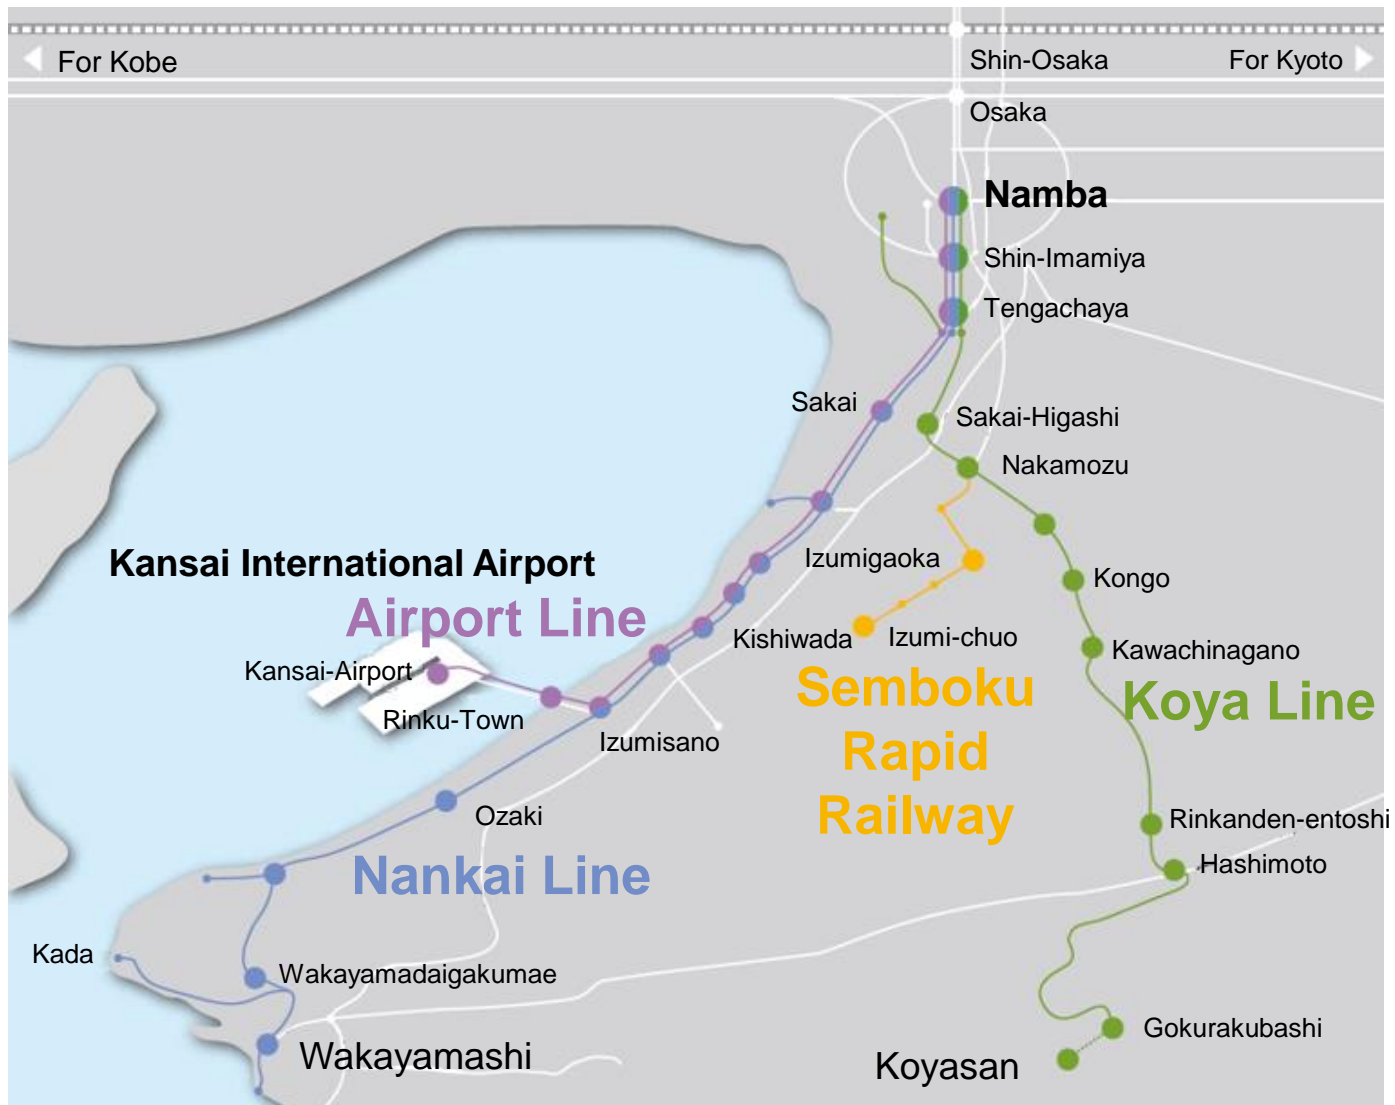 For Kobe
Shin-Osaka
For Kyoto
Osaka
Namba
Shin-Imamiya
Tengachaya
Sakai
Sakai-Higashi
Nakamozu
Kansai International Airport
Izumigaoka
Kongo
Airport Line
Kishiwada
Izumi-chuo
Kawachinagano
Kansai-Airport
Semboku
Rapid
Railway
Koya Line
Rinku-Town
Izumisano
Ozaki
Rinkanden-entoshi
Hashimoto
Nankai Line
Kada
Wakayamadaigakumae
Gokurakubashi
Wakayamashi
Koyasan